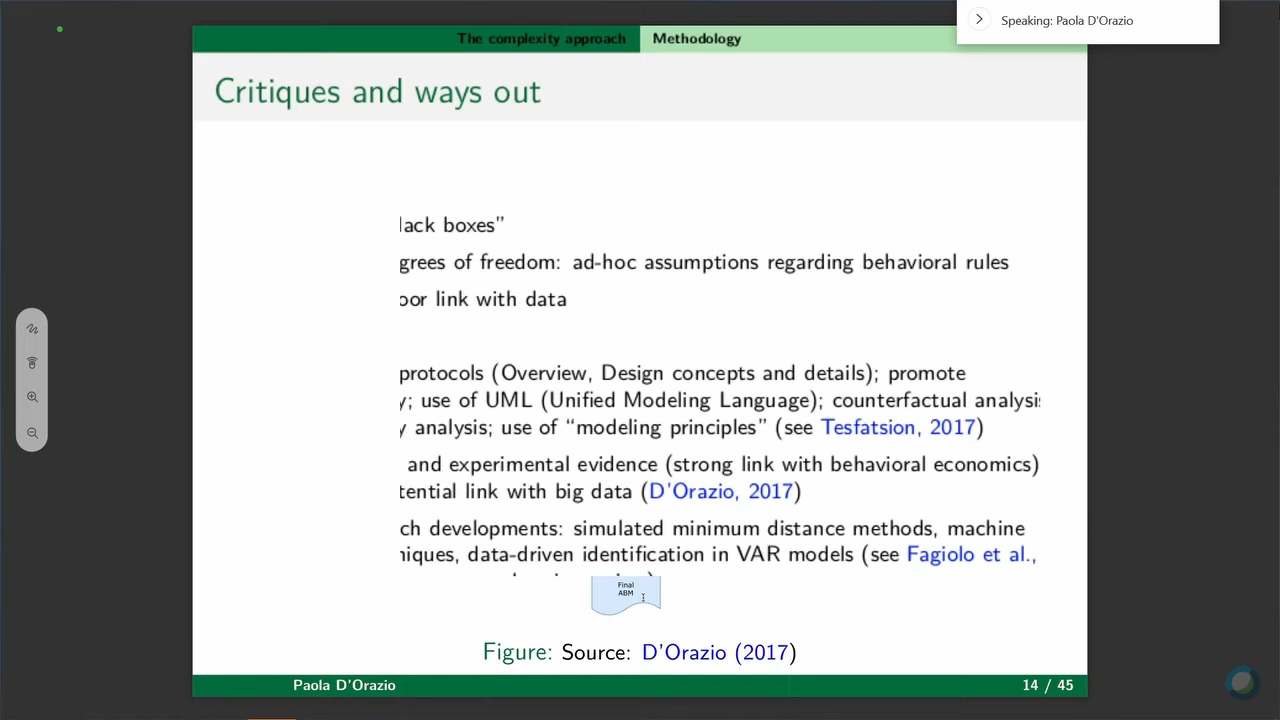 Speaking: Paola D'Orazio
The complexity approach Methodology
Critiques and ways out
lack boxes”
grees of freedom: ad-hoc assumptions regarding behavioral rules
oor link with data
protocols (Overview, Design concepts and details); promote
y; use of UML (Unified Modeling Language); counterfactual analysi
y analysis; use of “modeling principles” (see Tesfatsion, 2017)
and experimental evidence (strong link with behavioral economics)
tential link with big data (D'Orazio, 2017)
ch developments: simulated minimum distance methods, machine
niques, data-driven identification in VAR models (see Fagiolo et al.,
Final
ABM
Figure: Source: D'Orazio (2017)
Paola D'Orazio 14 / 45